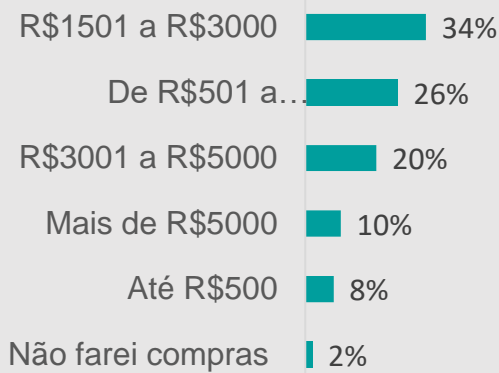 R$1501 a R$3000 34%
De R$501 a… 26%
R$3001 a R$5000 20%
Mais de R$5000 10%
Até R$500 8%
Não farei compras 2%